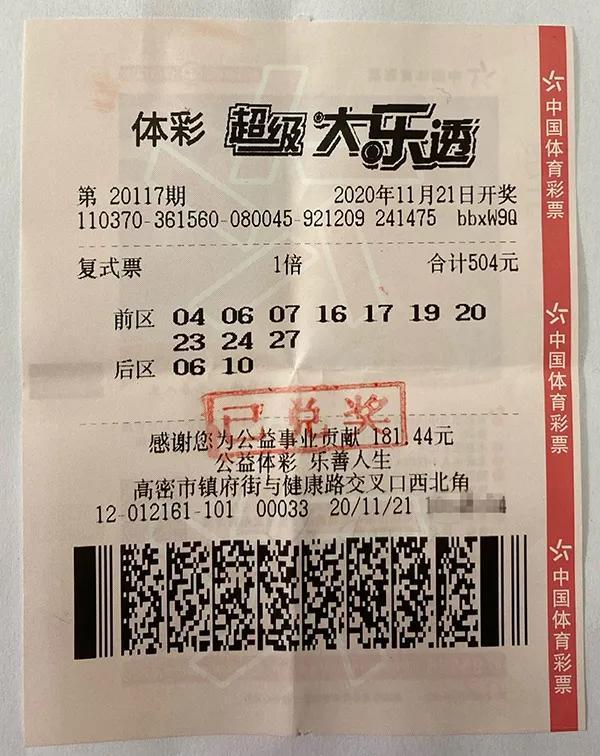 体彩 超级大乐透
第 20117期 2020年11月21日开奖
110370-361560-080045-921209 241475 bbxW9Q
复式票 1倍 合计504元
前区 04 06 07 16 17 19 20
23 24 27
后区 06 10
已兑奖
感谢您为公益事业贡献 181.44元
公益体彩 乐善人生
高密市镇府街与健康路交叉口西北角
12-012161-101 00033 20/11/21
中国体育彩票
中国体育彩票
中国体育彩票